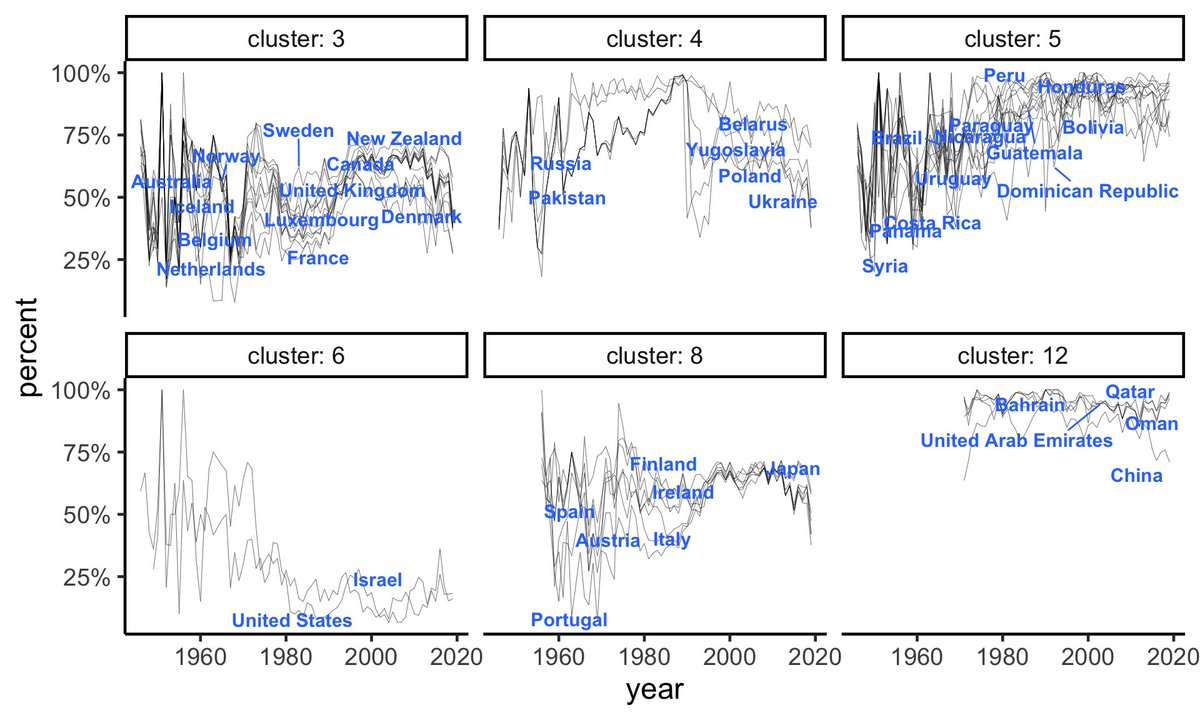 cluster: 3
cluster: 4
cluster: 5
100%
75%
50%
25%
Sweden
New Zealand
Norway
Canada
Australia
United Kingdom
Iceland
Luxembourg
Denmark
Belgium
France
Netherlands
Belarus
Russia
Yugoslavia
Poland
Pakistan
Ukraine
Peru
Honduras
Paraguay
Bolivia
Brazil
Nicaragua
Guatemala
Uruguay
Dominican Republic
Costa Rica
Panama
Syria
percent
cluster: 6
cluster: 8
cluster: 12
100%
75%
50%
25%
Israel
United States
Finland
Japan
Ireland
Spain
Austria
Italy
Portugal
Qatar
Bahrain
Oman
United Arab Emirates
China
1960
1980
2000
2020
1960
1980
2000
2020
1960
1980
2000
2020
year